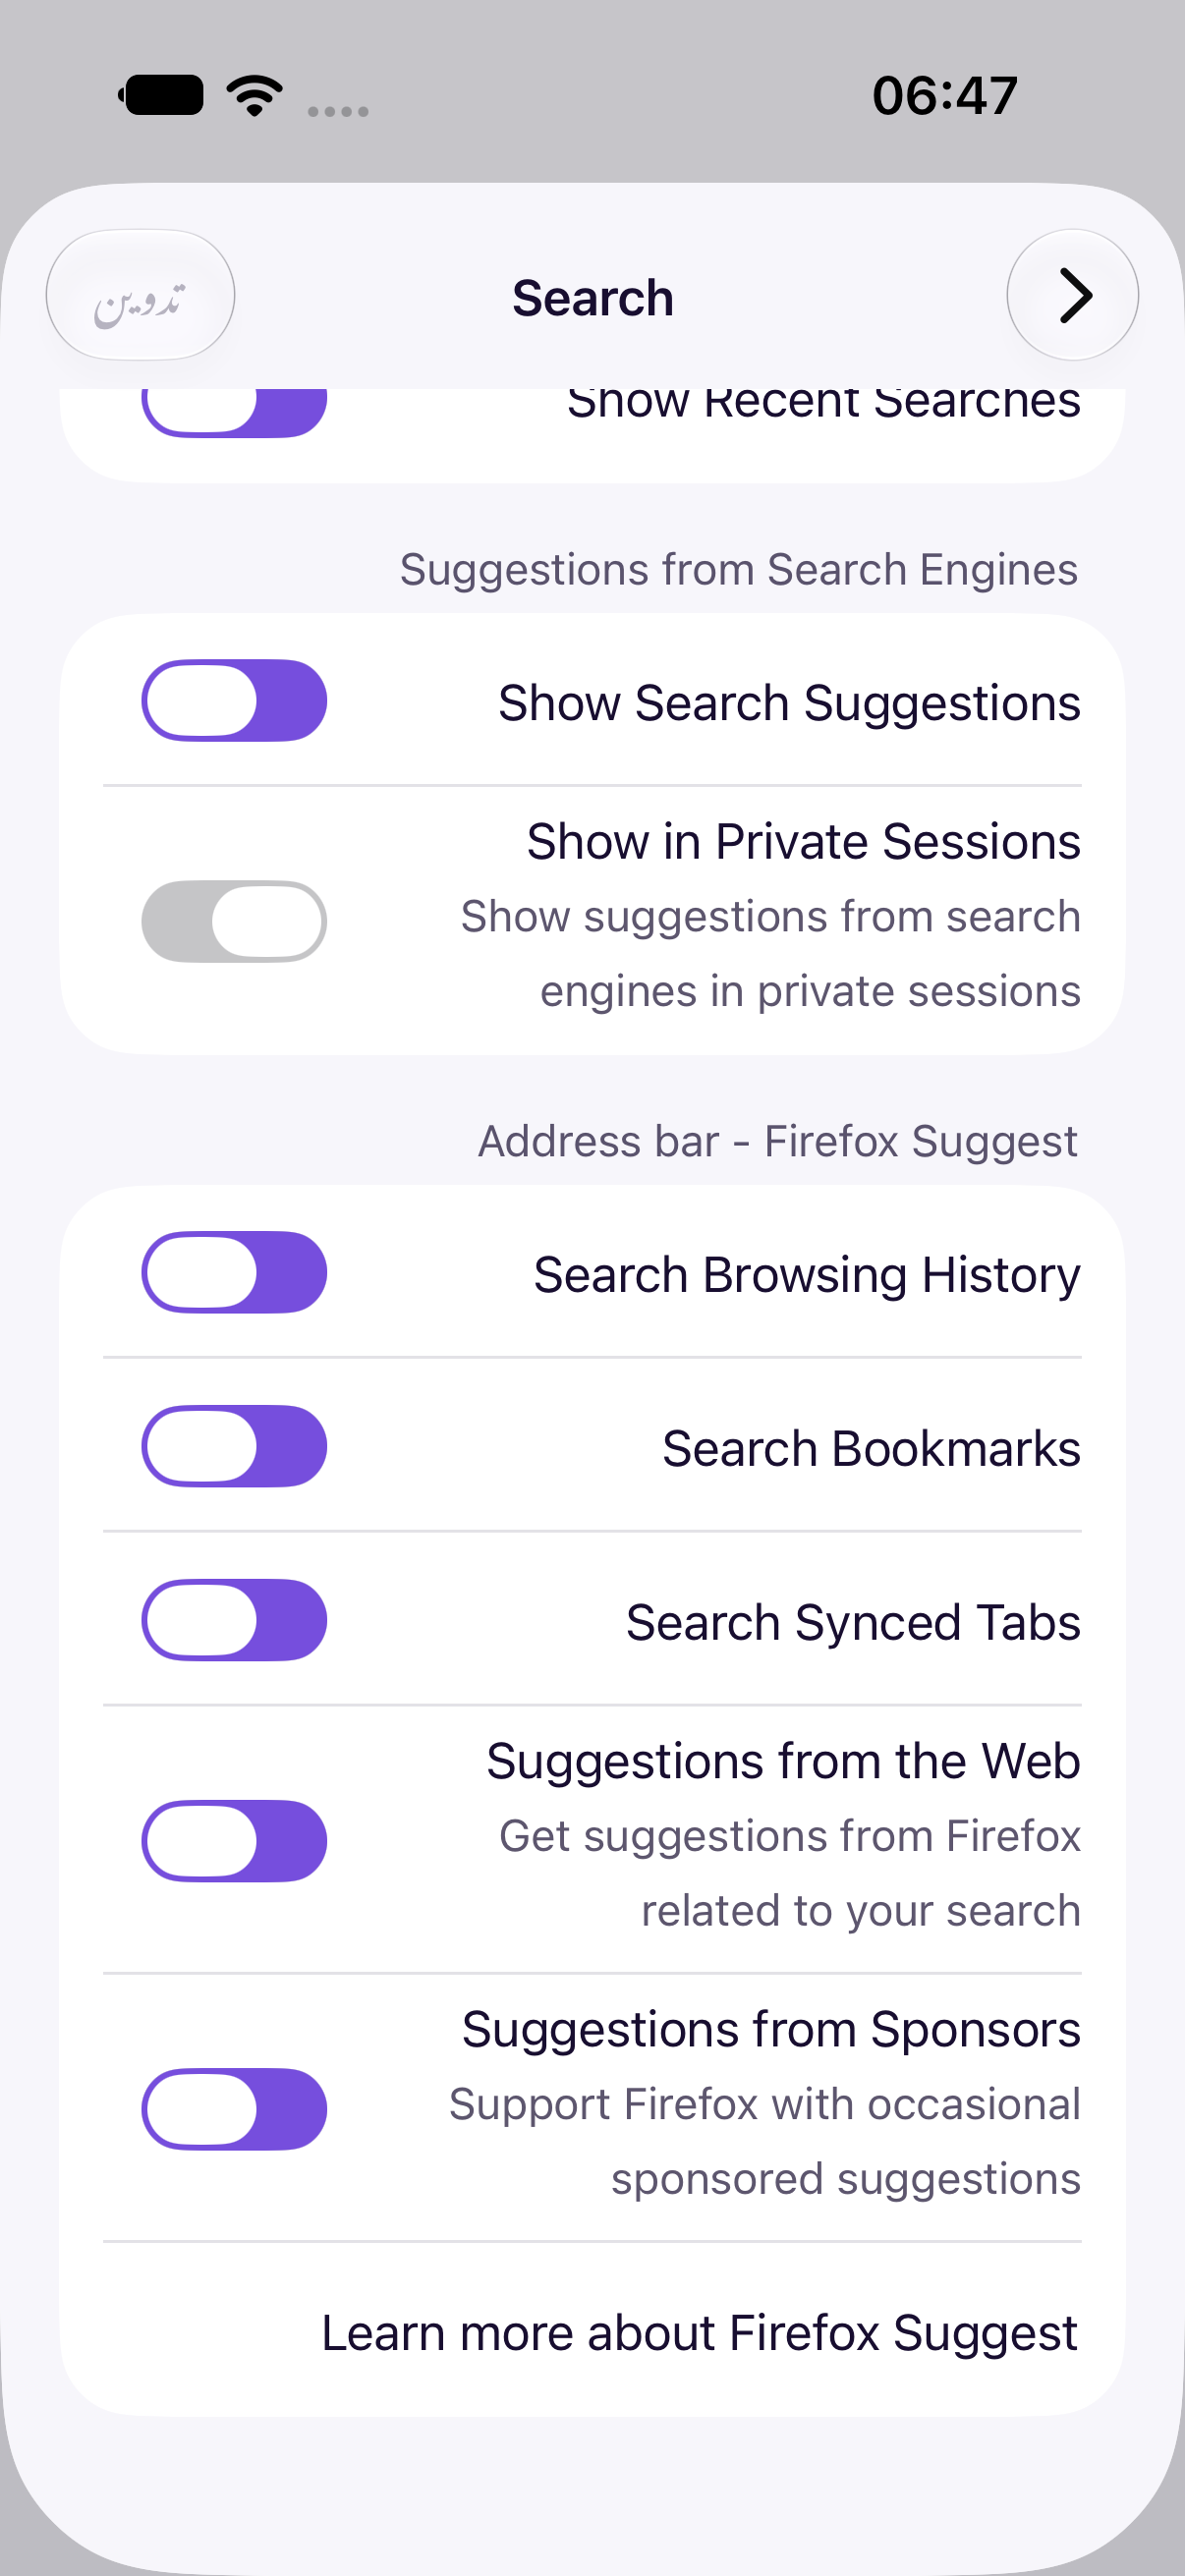 06:47
تدوین
Search
Show Recent Searches
Suggestions from Search Engines
Show Search Suggestions
Show in Private Sessions
Show suggestions from search
engines in private sessions
Address bar - Firefox Suggest
Search Browsing History
Search Bookmarks
Search Synced Tabs
Suggestions from the Web
Get suggestions from Firefox
related to your search
Suggestions from Sponsors
Support Firefox with occasional
sponsored suggestions
Learn more about Firefox Suggest